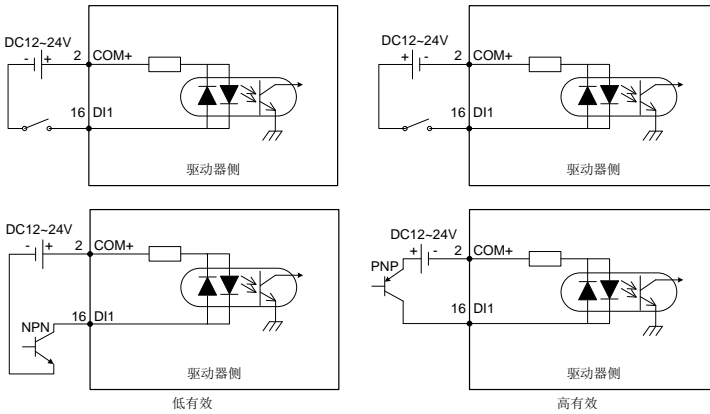 DC12~24V
- + 2 COM+
16 DI1
驱动器侧
DC12~24V
+ - 2 COM+
16 DI1
驱动器侧
DC12~24V
- + 2 COM+
NPN 16 DI1
驱动器侧
低有效
DC12~24V
PNP + - 2 COM+
16 DI1
驱动器侧
高有效